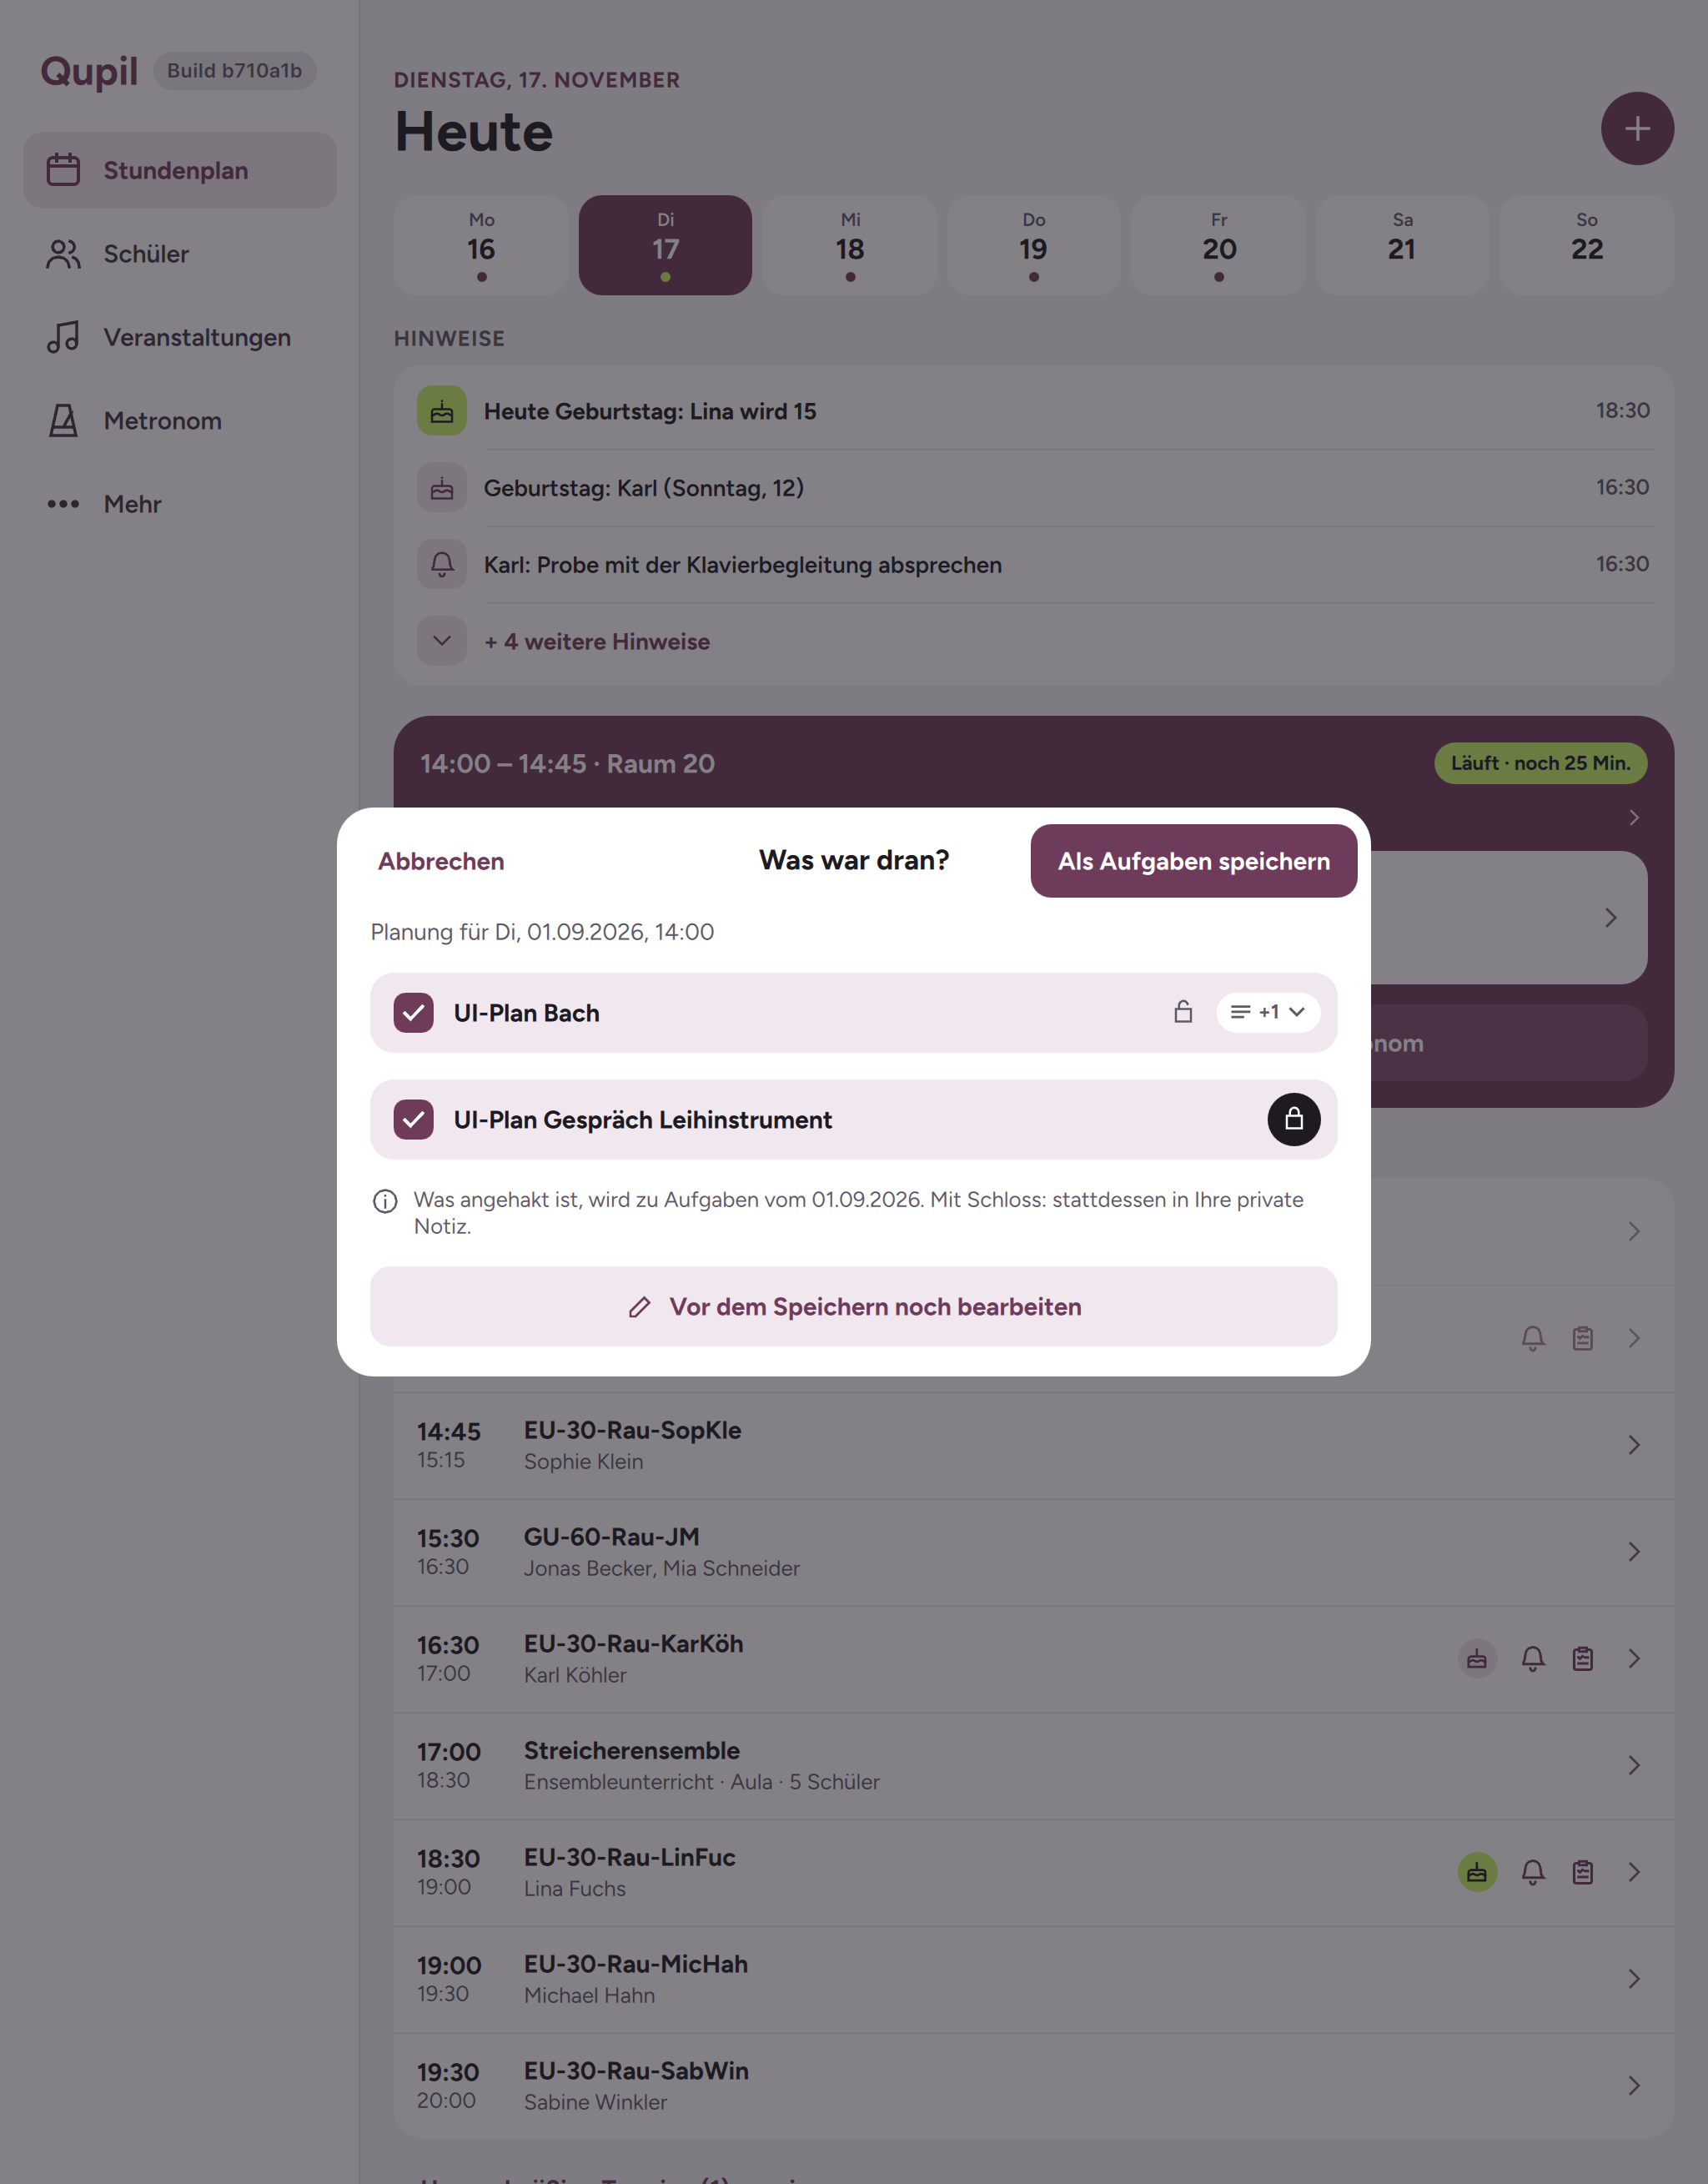 Qupil
Build b710a1b
Stundenplan
Schüler
Veranstaltungen
Metronom
Mehr
DIENSTAG, 17. NOVEMBER
Heute
Mo
16
Di
17
Mi
18
Do
19
Fr
20
Sa
21
So
22
HINWEISE
Heute Geburtstag: Lina wird 15
18:30
Geburtstag: Karl (Sonntag, 12)
16:30
Karl: Probe mit der Klavierbegleitung absprechen
16:30
+ 4 weitere Hinweise
14:00 – 14:45 · Raum 20
Läuft · noch 25 Min.
Abbrechen
Was war dran?
Als Aufgaben speichern
Planung für Di, 01.09.2026, 14:00
UI-Plan Bach
+1
UI-Plan Gespräch Leihinstrument
Was angehakt ist, wird zu Aufgaben vom 01.09.2026. Mit Schloss: stattdessen in Ihre private
Notiz.
Vor dem Speichern noch bearbeiten
14:45
EU-30-Rau-SopKle
15:15
Sophie Klein
15:30
GU-60-Rau-JM
16:30
Jonas Becker, Mia Schneider
16:30
EU-30-Rau-KarKöh
17:00
Karl Köhler
17:00
Streicherensemble
18:30
Ensembleunterricht · Aula · 5 Schüler
18:30
EU-30-Rau-LinFuc
19:00
Lina Fuchs
19:00
EU-30-Rau-MicHah
19:30
Michael Hahn
19:30
EU-30-Rau-SabWin
20:00
Sabine Winkler